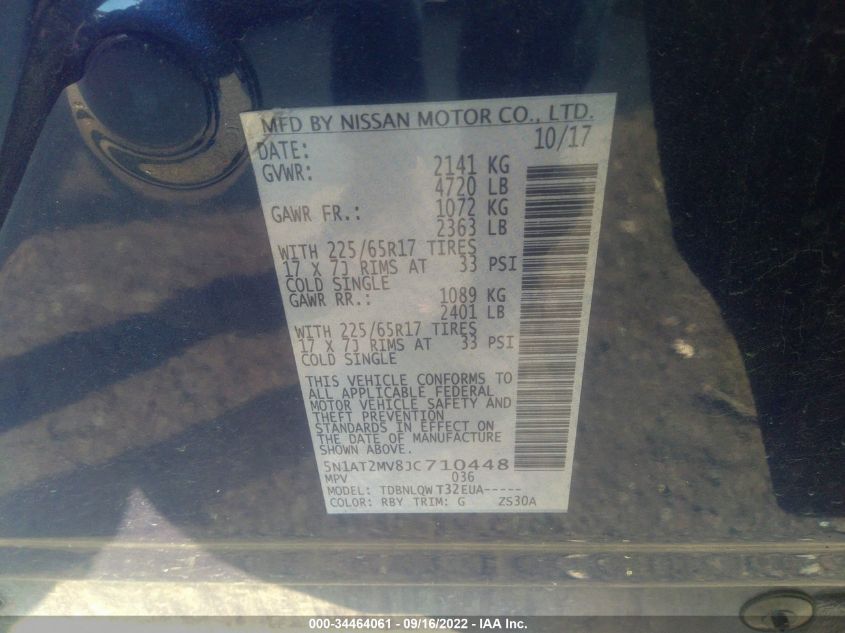 MFD BY NISSAN MOTOR CO., LTD.
DATE: 10/17
GVWR: 2141 KG
4720 LB
GAWR FR.: 1072 KG
2363 LB
WITH 225/65R17 TIRES
17 X 7J RIMS AT 33 PSI
COLD SINGLE
GAWR RR.: 1089 KG
2401 LB
WITH 225/65R17 TIRES
17 X 7J RIMS AT 33 PSI
COLD SINGLE
THIS VEHICLE CONFORMS TO
ALL APPLICABLE FEDERAL
MOTOR VEHICLE SAFETY AND
THEFT PREVENTION
STANDARDS IN EFFECT ON
THE DATE OF MANUFACTURE
SHOWN ABOVE.
5N1AT2MV8JC710448
MPV 036
MODEL: TDBNLQW T32EUA-----
COLOR: RBY TRIM: G ZS30A
000-34464061 - 09/16/2022 - IAA Inc.